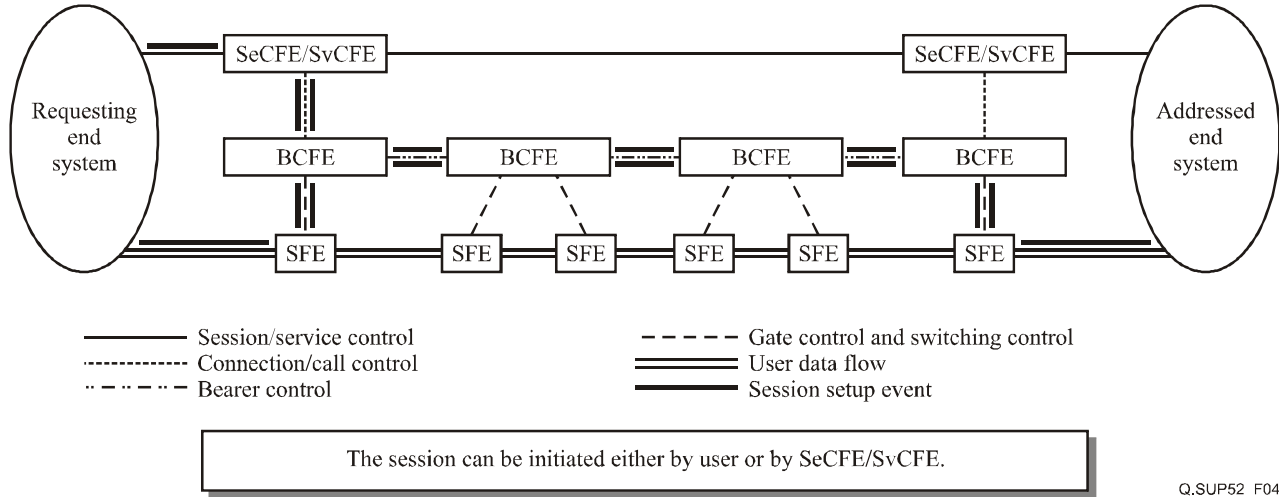 SeCFE/SvCFE
SeCFE/SvCFE
Requesting
end
system
Addressed
end
system
BCFE
BCFE
BCFE
BCFE
SFE
SFE
SFE
SFE
SFE
SFE
Session/service control
Connection/call control
Bearer control
Gate control and switching control
User data flow
Session setup event
The session can be initiated either by user or by SeCFE/SvCFE.
Q.SUP52_F04